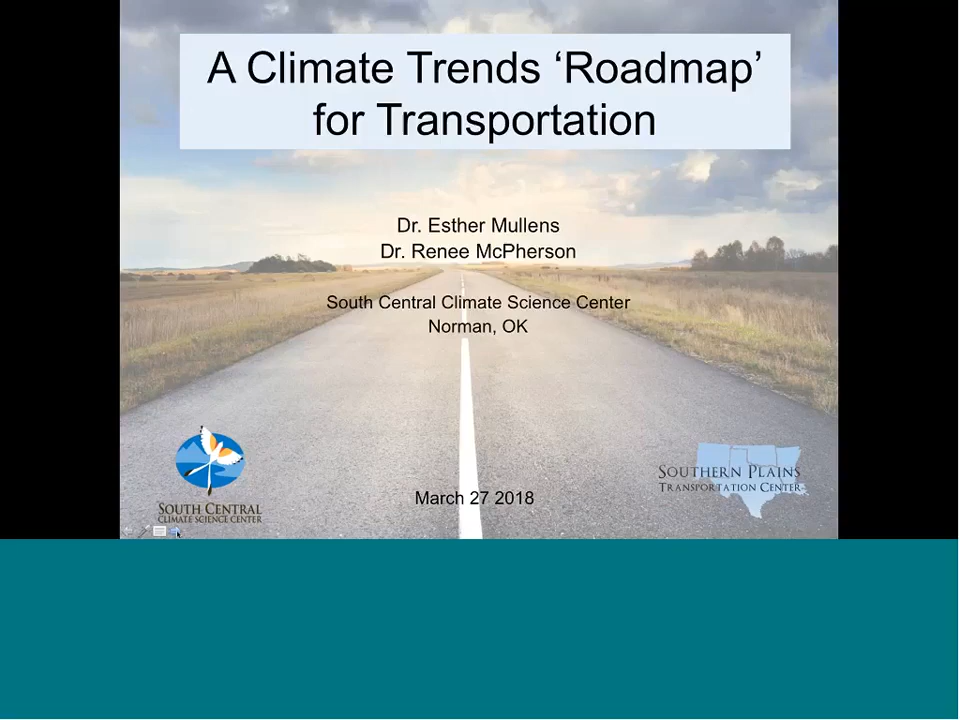 A Climate Trends ‘Roadmap’
for Transportation
Dr. Esther Mullens
Dr. Renee McPherson
South Central Climate Science Center
Norman, OK
SOUTH CENTRAL
CLIMATE SCIENCE CENTER
March 27 2018
SOUTHERN PLAINS
TRANSPORTATION CENTER